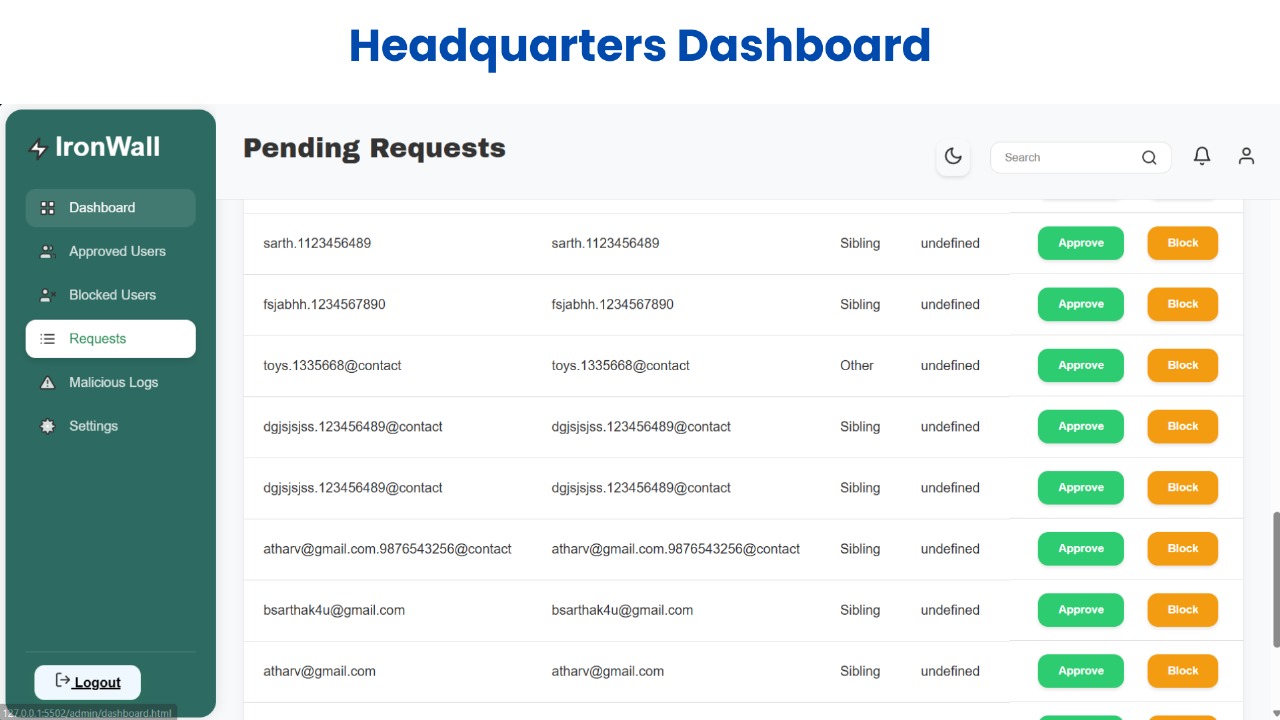 Headquarters Dashboard
IronWall
Pending Requests
Search
Dashboard
Approved Users
Blocked Users
Requests
Malicious Logs
Settings
Logout
sarth.1123456489 sarth.1123456489 Sibling undefined Approve Block
fsjabhh.1234567890 fsjabhh.1234567890 Sibling undefined Approve Block
toys.1335668@contact toys.1335668@contact Other undefined Approve Block
dgjsjsjss.123456489@contact dgjsjsjss.123456489@contact Sibling undefined Approve Block
dgjsjsjss.123456489@contact dgjsjsjss.123456489@contact Sibling undefined Approve Block
atharv@gmail.com.9876543256@contact atharv@gmail.com.9876543256@contact Sibling undefined Approve Block
bsarthak4u@gmail.com bsarthak4u@gmail.com Sibling undefined Approve Block
atharv@gmail.com atharv@gmail.com Sibling undefined Approve Block
127.0.0.1:5502/admin/dashboard.html